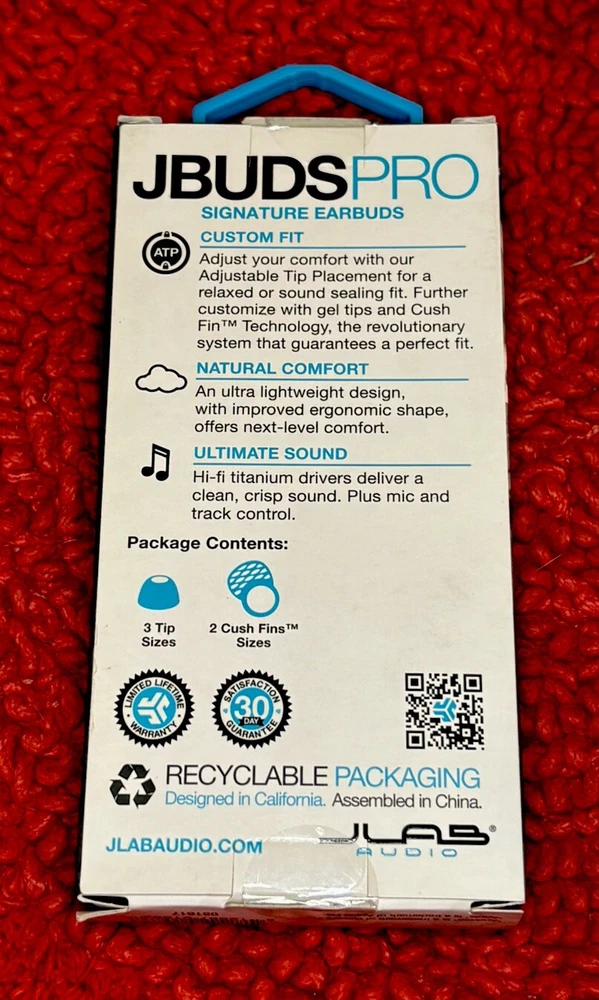 JBUDSPRO
SIGNATURE EARBUDS
ATP
CUSTOM FIT
Adjust your comfort with our
Adjustable Tip Placement for a
relaxed or sound sealing fit. Further
customize with gel tips and Cush
Fin™ Technology, the revolutionary
system that guarantees a perfect fit.
NATURAL COMFORT
An ultra lightweight design,
with improved ergonomic shape,
offers next-level comfort.
ULTIMATE SOUND
Hi-fi titanium drivers deliver a
clean, crisp sound. Plus mic and
track control.
Package Contents:
3 Tip
Sizes
2 Cush Fins™
Sizes
LIMITED LIFETIME
WARRANTY
SATISFACTION
30
DAY
GUARANTEE
RECYCLABLE PACKAGING
Designed in California. Assembled in China.
JLABAUDIO.COM
JLAB®
AUDIO